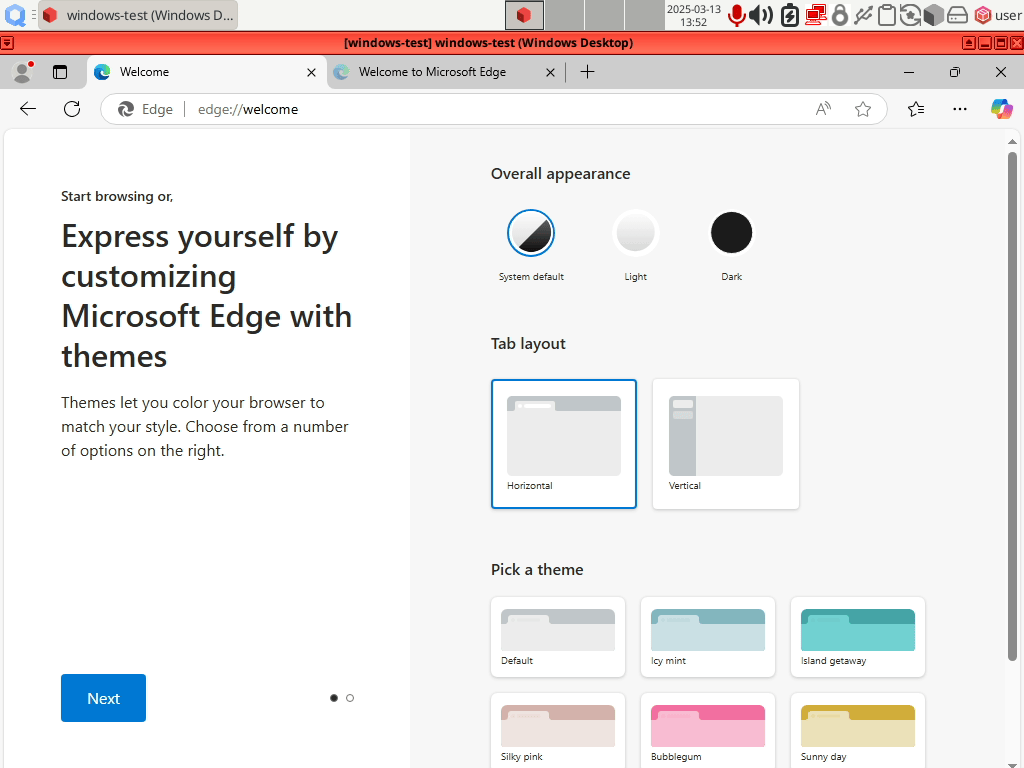 windows-test (Windows D...
2025-03-13
13:52
user
[windows-test] windows-test (Windows Desktop)
Welcome
Welcome to Microsoft Edge
Edge
edge://welcome
Start browsing or,
Express yourself by
customizing
Microsoft Edge with
themes
Themes let you color your browser to
match your style. Choose from a number
of options on the right.
Next
Overall appearance
System default
Light
Dark
Tab layout
Horizontal
Vertical
Pick a theme
Default
Icy mint
Island getaway
Silky pink
Bubblegum
Sunny day